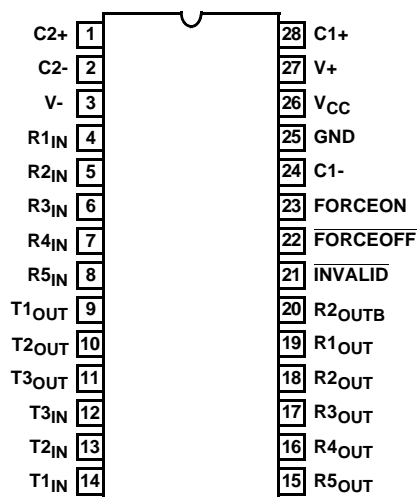 C2+ 1 28 C1+
C2- 2 27 V+
V- 3 26 VCC
R1IN 4 25 GND
R2IN 5 24 C1-
R3IN 6 23 FORCEON
R4IN 7 22 FORCEOFF
R5IN 8 21 INVALID
T1OUT 9 20 R2OUTB
T2OUT 10 19 R1OUT
T3OUT 11 18 R2OUT
T3IN 12 17 R3OUT
T2IN 13 16 R4OUT
T1IN 14 15 R5OUT